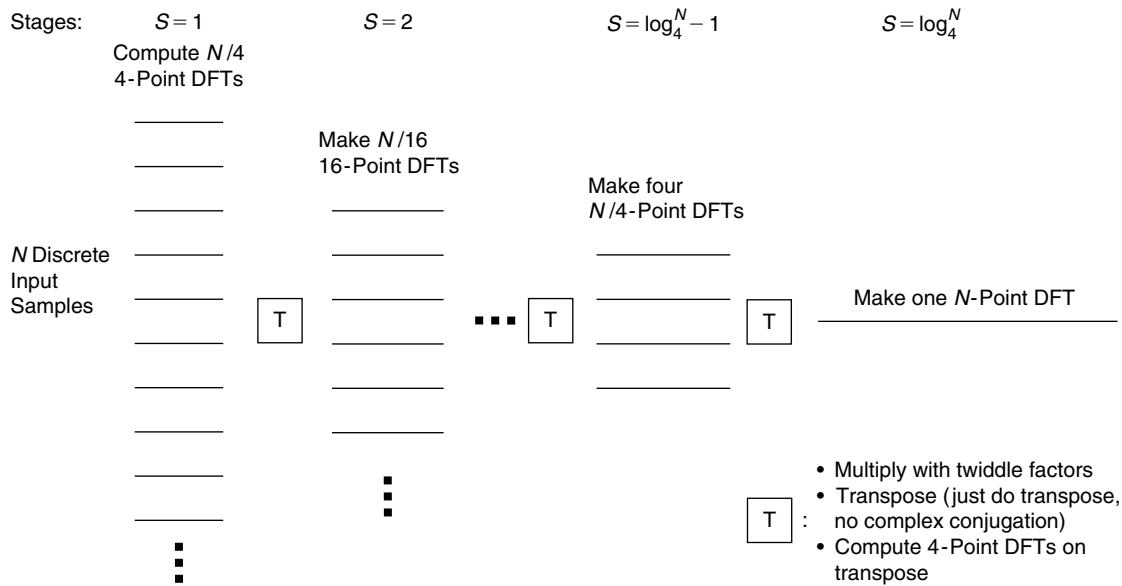 Stages:
S = 1
S = 2
S = log₄ᴺ − 1
S = log₄ᴺ
Compute N/4
4-Point DFTs
Make N/16
16-Point DFTs
Make four
N/4-Point DFTs
N Discrete
Input
Samples
T
T
T
Make one N-Point DFT
T :
• Multiply with twiddle factors
• Transpose (just do transpose,
no complex conjugation)
• Compute 4-Point DFTs on
transpose